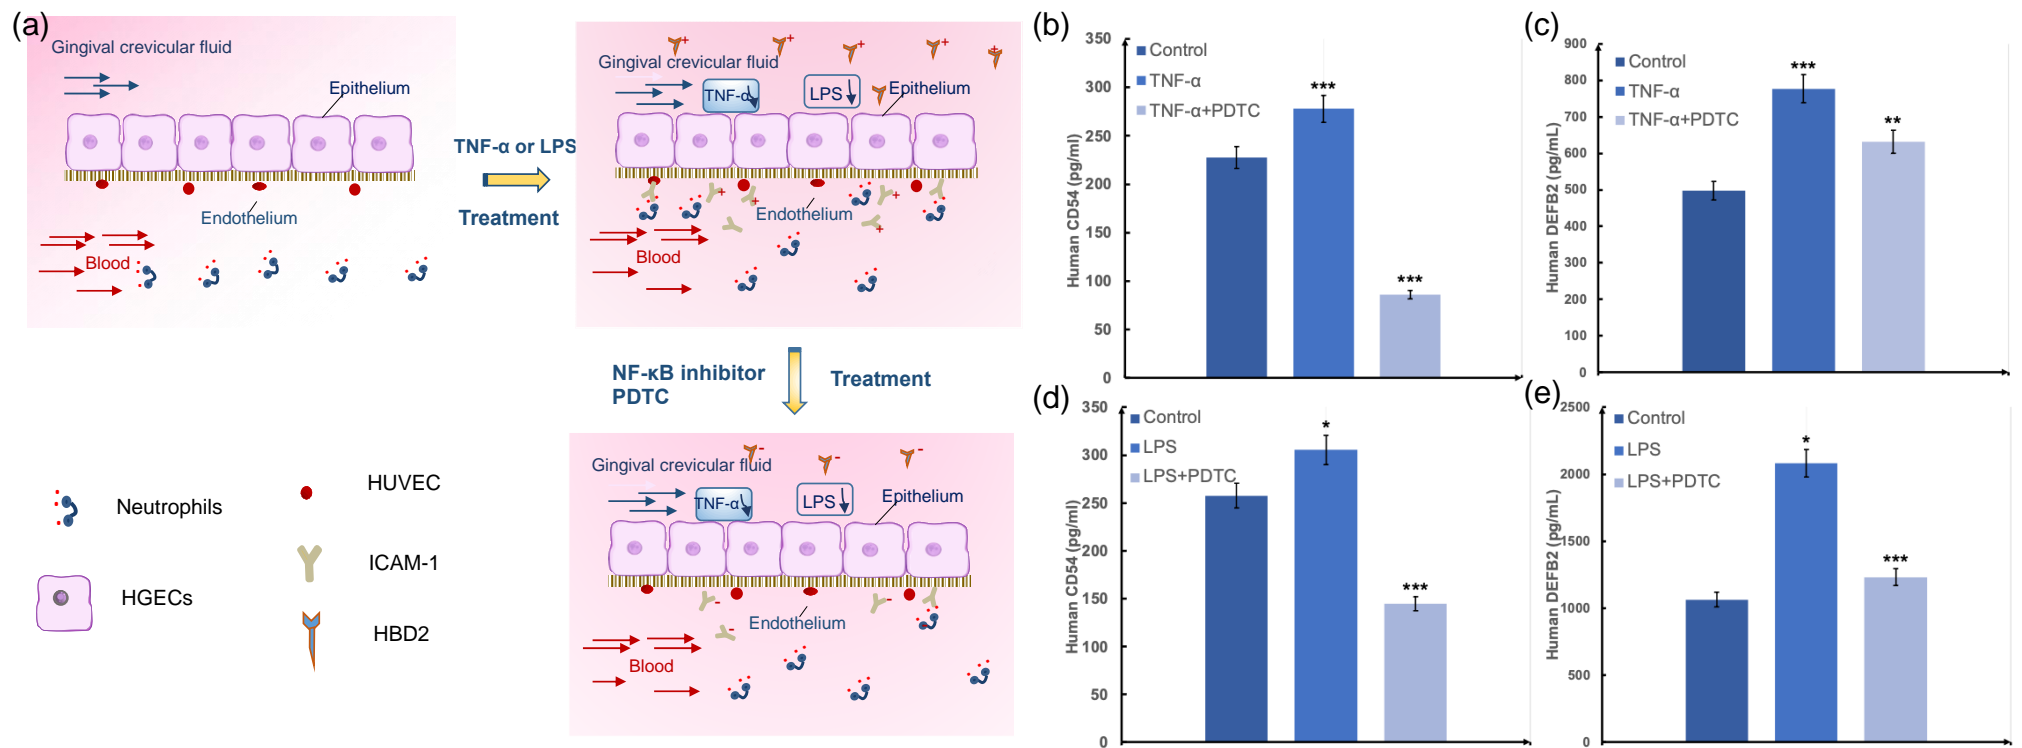 (a)
Gingival crevicular fluid
Epithelium
Endothelium
Blood
TNF-α or LPS
Treatment
Gingival crevicular fluid
TNF-α
LPS
Epithelium
+
+
+
+
+
+
+
+
+
Endothelium
Blood
NF-κB inhibitor
PDTC
Treatment
Gingival crevicular fluid
TNF-α
LPS
Epithelium
-
-
-
-
-
-
Endothelium
Blood
Neutrophils
HGECs
HUVEC
ICAM-1
HBD2
(b)
Human CD54 (pg/ml)
350
300
250
200
150
100
50
0
Control
TNF-α
TNF-α+PDTC
***
***
(c)
Human DEFB2 (pg/mL)
900
800
700
600
500
400
300
200
100
0
Control
TNF-α
TNF-α+PDTC
***
**
(d)
Human CD54 (pg/ml)
350
300
250
200
150
100
50
0
Control
LPS
LPS+PDTC
*
***
(e)
Human DEFB2 (pg/mL)
2500
2000
1500
1000
500
0
Control
LPS
LPS+PDTC
*
***